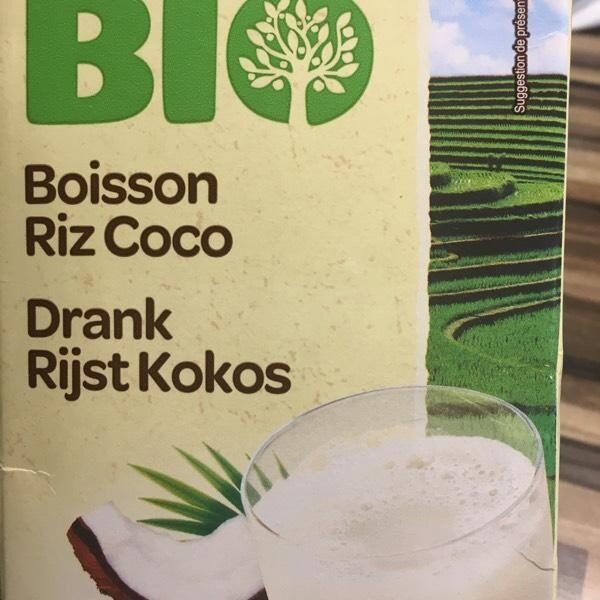 BIO
Boisson
Riz Coco
Drank
Rijst Kokos
Suggestion de présen